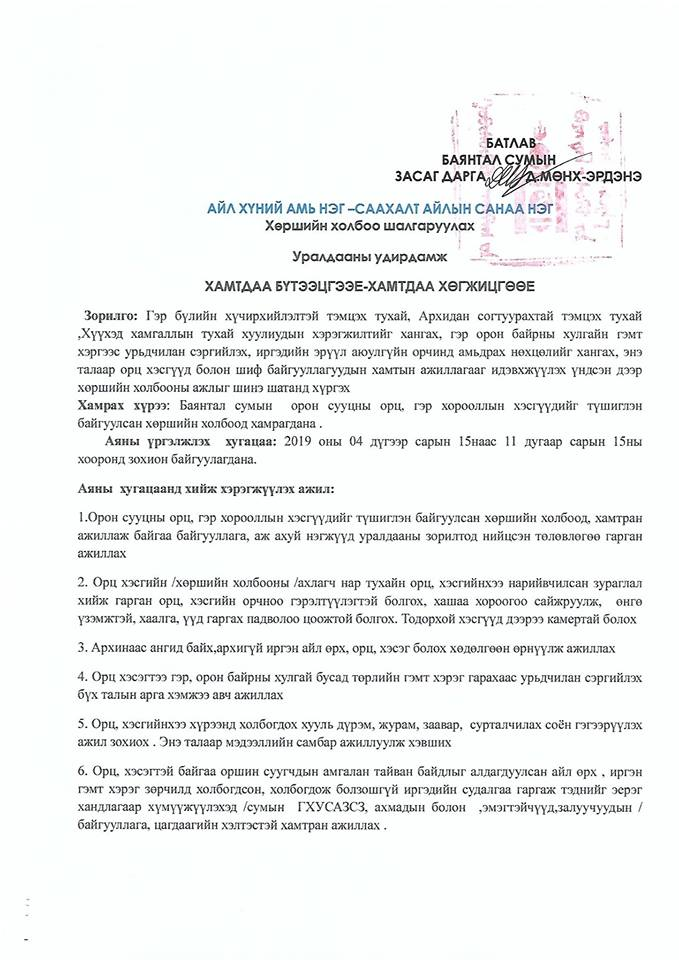 БАТЛАВ
БАЯНТАЛ СУМЫН
ЗАСАГ ДАРГА Д.МӨНХ-ЭРДЭНЭ
АЙЛ ХҮНИЙ АМЬ НЭГ –СААХАЛТ АЙЛЫН САНАА НЭГ
Хөршийн холбоо шалгаруулах
Уралдааны удирдамж
ХАМТДАА БҮТЭЭЦГЭЭЕ-ХАМТДАА ХӨГЖИЦГӨӨЕ
Зорилго: Гэр бүлийн хүчирхийлэлтэй тэмцэх тухай, Архидан согтуурахтай тэмцэх тухай
,Хүүхэд хамгааллын тухай хуулиудын хэрэгжилтийг хангах, гэр орон байрны хулгайн гэмт
хэргээс урьдчилан сэргийлэх, иргэдийн эрүүл аюулгүйн орчинд амьдрах нөхцөлийг хангах, энэ
талаар орц хэсгүүд болон шиф байгууллагуудын хамтын ажиллагааг идэвхжүүлэх үндсэн дээр
хөршийн холбооны ажлыг шинэ шатанд хүргэх
Хамрах хүрээ: Баянтал сумын орон сууцны орц, гэр хорооллын хэсгүүдийг түшиглэн
байгуулсан хөршийн холбоод хамрагдана .
Аяны үргэлжлэх хугацаа: 2019 оны 04 дүгээр сарын 15наас 11 дугаар сарын 15ны
хооронд зохион байгуулагдана.
Аяны хугацаанд хийж хэрэгжүүлэх ажил:
1.Орон сууцны орц, гэр хорооллын хэсгүүдийг түшиглэн байгуулсан хөршийн холбоод, хамтран
ажиллаж байгаа байгууллага, аж ахуй нэгжүүд уралдааны зорилтод нийцсэн төлөвлөгөө гарган
ажиллах
2. Орц хэсгийн /хөршийн холбооны /ахлагч нар тухайн орц, хэсгийнхээ нарийвчилсан зураглал
хийж гарган орц, хэсгийн орчноо гэрэлтүүлэгтэй болгох, хашаа хороогоо сайжруулж, өнгө
үзэмжтэй, хаалга, үүд гаргах падволоо цоожтой болгох. Тодорхой хэсгүүд дээрээ камертай болох
3. Архинаас ангид байх,архигүй иргэн айл өрх, орц, хэсэг болох хөдөлгөөн өрнүүлж ажиллах
4. Орц хэсэгтээ гэр, орон байрны хулгай бусад төрлийн гэмт хэрэг гарахаас урьдчилан сэргийлэх
бүх талын арга хэмжээ авч ажиллах
5. Орц, хэсгийнхээ хүрээнд холбогдох хууль дүрэм, журам, заавар, сурталчилах соён гэгээрүүлэх
ажил зохиох . Энэ талаар мэдээллийн самбар ажиллуулж хэвших
6. Орц, хэсэгтэй байгаа оршин суугчдын амгалан тайван байдлыг алдагдуулсан айл өрх , иргэн
гэмт хэрэг зөрчилд холбогдсон, холбогдож болзошгүй иргэдийн судалгаа гаргаж тэднийг эерэг
хандлагаар хүмүүжүүлэхэд /сумын ГХУСАЗСЗ, ахмадын болон ,эмэгтэйчүүд,залуучуудын /
байгууллага, цагдаагийн хэлтэстэй хамтран ажиллах .